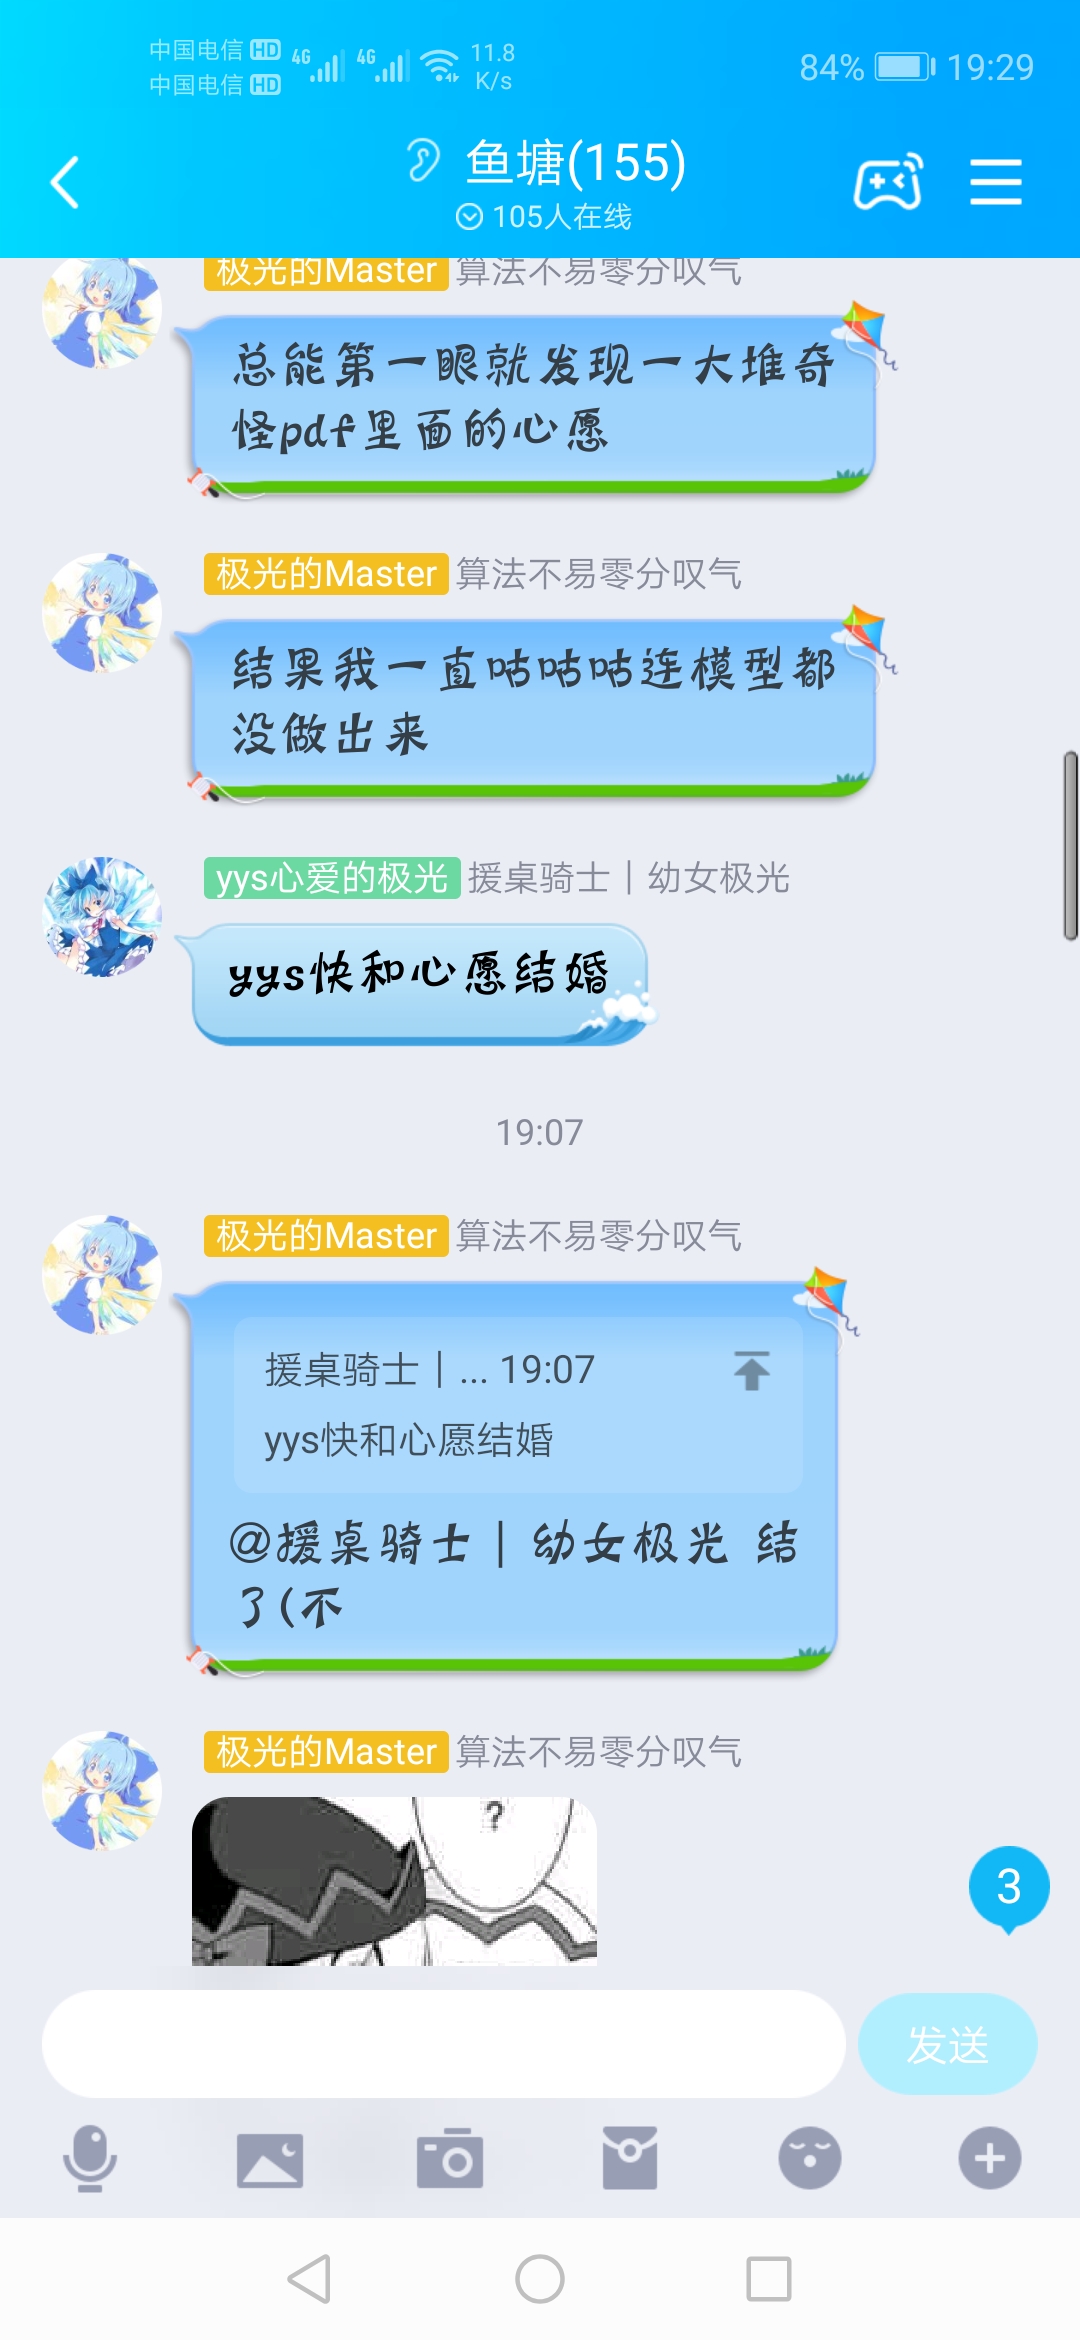 中国电信 HD 4G 4G 11.8
中国电信 HD K/s
84% 19:29
鱼塘(155)
105人在线
极光的Master 算法不易零分叹气
总能第一眼就发现一大堆奇
怪pdf里面的心愿
极光的Master 算法不易零分叹气
结果我一直咕咕咕连模型都
没做出来
yys心爱的极光 援桌骑士｜幼女极光
yys快和心愿结婚
19:07
极光的Master 算法不易零分叹气
援桌骑士｜... 19:07
yys快和心愿结婚
@援桌骑士｜幼女极光 结
了(不
极光的Master 算法不易零分叹气
?
3
发送